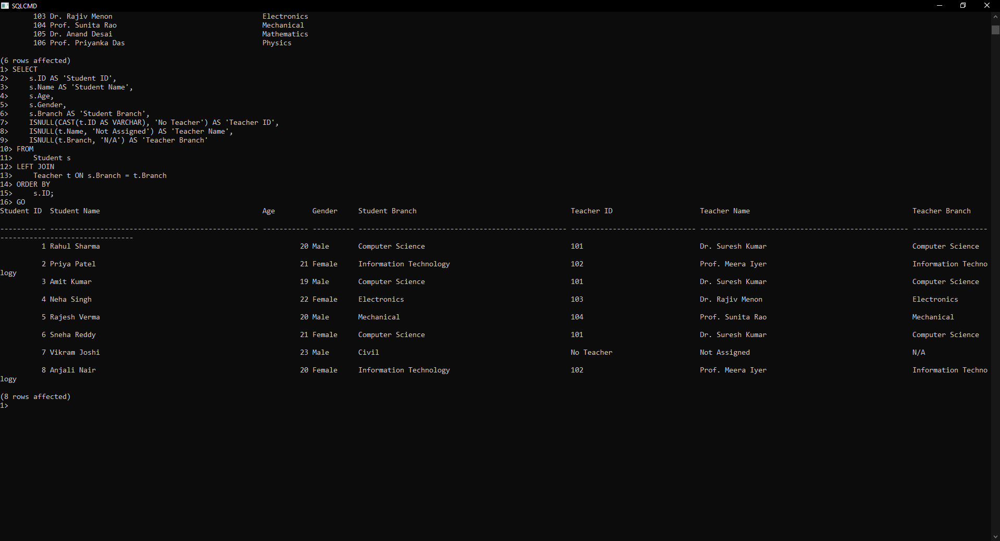 SQLCMD
103 Dr. Rajiv Menon Electronics
104 Prof. Sunita Rao Mechanical
105 Dr. Anand Desai Mathematics
106 Prof. Priyanka Das Physics
(6 rows affected)
1> SELECT
2>     s.ID AS 'Student ID',
3>     s.Name AS 'Student Name',
4>     s.Age,
5>     s.Gender,
6>     s.Branch AS 'Student Branch',
7>     ISNULL(CAST(t.ID AS VARCHAR), 'No Teacher') AS 'Teacher ID',
8>     ISNULL(t.Name, 'Not Assigned') AS 'Teacher Name',
9>     ISNULL(t.Branch, 'N/A') AS 'Teacher Branch'
10> FROM
11>     Student s
12> LEFT JOIN
13>     Teacher t ON s.Branch = t.Branch
14> ORDER BY
15>     s.ID;
16> GO
Student ID  Student Name Age Gender Student Branch Teacher ID Teacher Name Teacher Branch
----------- -------------------------------------------------- ----------- ---------- -------------------------------------------------- ------------------------------ -------------------------------------------------- ------------------
--------------------------------
1 Rahul Sharma 20 Male Computer Science 101 Dr. Suresh Kumar Computer Science
2 Priya Patel 21 Female Information Technology 102 Prof. Meera Iyer Information Techno
logy
3 Amit Kumar 19 Male Computer Science 101 Dr. Suresh Kumar Computer Science
4 Neha Singh 22 Female Electronics 103 Dr. Rajiv Menon Electronics
5 Rajesh Verma 20 Male Mechanical 104 Prof. Sunita Rao Mechanical
6 Sneha Reddy 21 Female Computer Science 101 Dr. Suresh Kumar Computer Science
7 Vikram Joshi 23 Male Civil No Teacher Not Assigned N/A
8 Anjali Nair 20 Female Information Technology 102 Prof. Meera Iyer Information Techno
logy
(8 rows affected)
1>